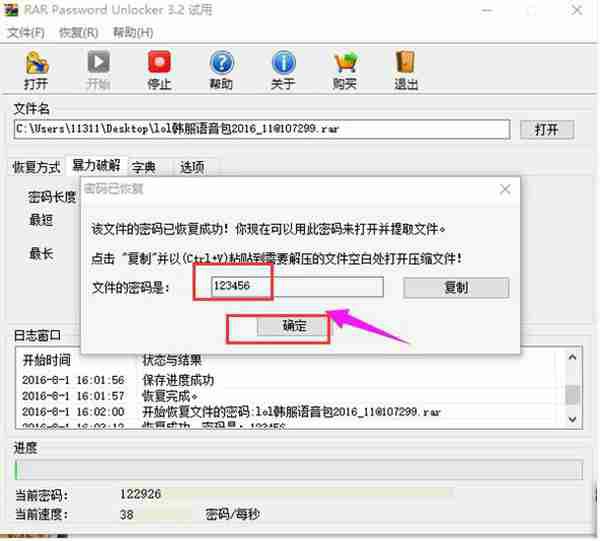 RAR Password Unlocker 3.2 试用
文件(F) 恢复(R) 帮助(H)
打开 开始 停止 帮助 关于 购买 退出
文件名
C:\Users\11311\Desktop\lol韩服语音包2016_11@107299.rar 打开
恢复方式 暴力破解 字典 选项
密码已恢复
密码长度
最短
最长
该文件的密码已恢复成功！你现在可以用此密码来打开并提取文件。
点击 "复制"并以(Ctrl+V)粘贴到需要解压的文件空白处打开压缩文件！
文件的密码是： 123456 复制
确定
日志窗口
开始时间 状态与结果
2016-8-1 16:01:56 保存进度成功
2016-8-1 16:01:57 恢复完成。
2016-8-1 16:02:00 开始恢复文件的密码:lol韩服语音包2016_11@107299.rar
2016-8-1 16:03:12 恢复成功，密码是：123456
进度
当前密码： 122926
当前速度： 38 密码/每秒